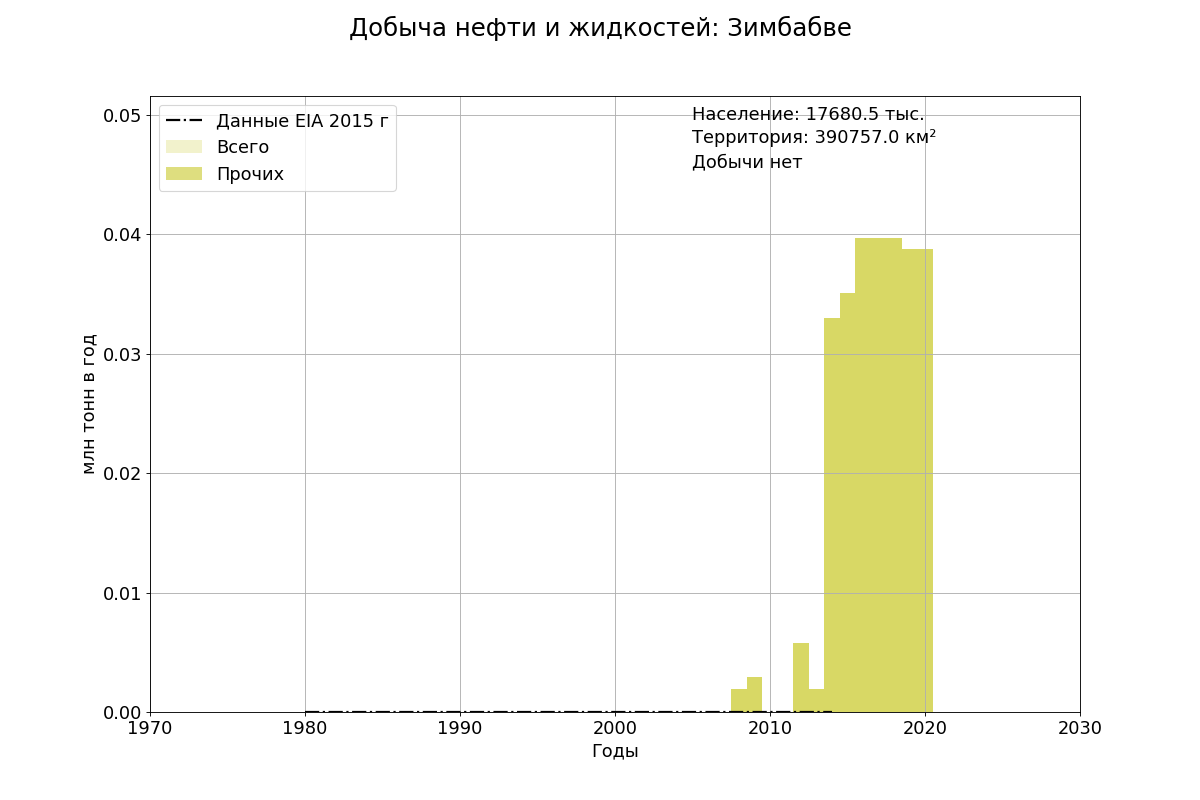 Добыча нефти и жидкостей: Зимбабве
Данные EIA 2015 г
Всего
Прочих
Население: 17680.5 тыс.
Территория: 390757.0 км²
Добычи нет
млн тонн в год
0.05
0.04
0.03
0.02
0.01
0.00
1970 1980 1990 2000 2010 2020 2030
Годы